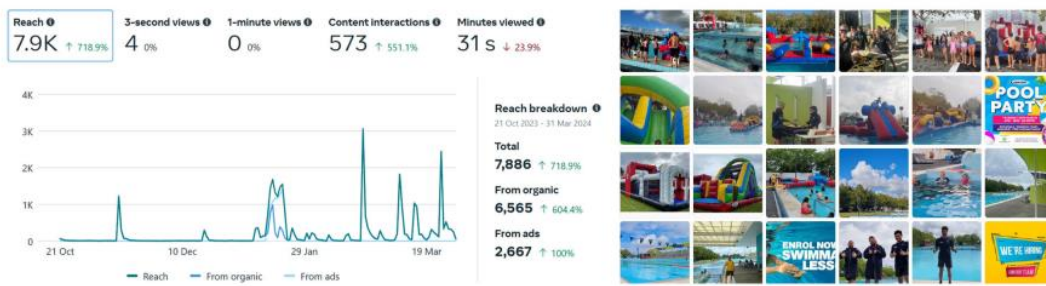 Reach
7.9K ↑ 718.9%
3-second views
4 0%
1-minute views
0 0%
Content interactions
573 ↑ 551.1%
Minutes viewed
31 s ↓ 23.9%
4K
3K
2K
1K
0
21 Oct
10 Dec
29 Jan
19 Mar
Reach
From organic
From ads
Reach breakdown
21 Oct 2023 - 31 Mar 2024
Total
7,886 ↑ 718.9%
From organic
6,565 ↑ 604.4%
From ads
2,667 ↑ 100%
POOL
PARTY
ENROL NOW
SWIMM
LESS
WE'RE HIRING